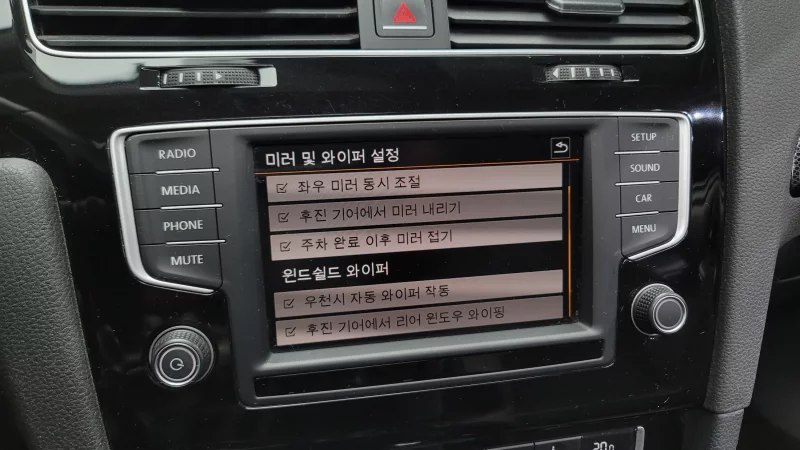 RADIO
MEDIA
PHONE
MUTE
미러 및 와이퍼 설정
좌우 미러 동시 조절
후진 기어에서 미러 내리기
주차 완료 이후 미러 접기
윈드쉴드 와이퍼
우천시 자동 와이퍼 작동
후진 기어에서 리어 윈도우 와이핑
SETUP
SOUND
CAR
MENU